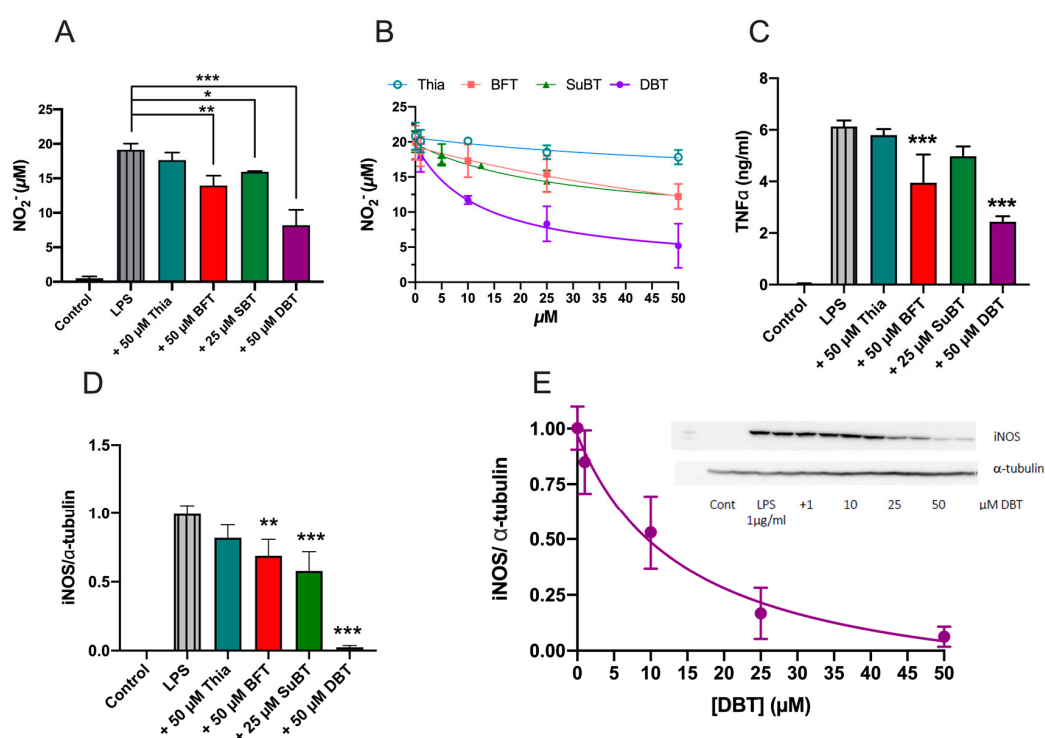 A
***
*
**
25
20
15
10
5
0
NO₂⁻ (µM)
Control
LPS
+ 50 µM Thia
+ 50 µM BFT
+ 25 µM SBT
+ 50 µM DBT
B
Thia BFT SuBT DBT
25
20
15
10
5
0
NO₂⁻ (µM)
0 5 10 15 20 25 30 35 40 45 50
µM
C
8
6
4
2
0
TNFα (ng/ml)
***
***
Control
LPS
+ 50 µM Thia
+ 50 µM BFT
+ 25 µM SuBT
+ 50 µM DBT
D
1.5
1.0
0.5
0.0
iNOS/α-tubulin
**
***
***
Control
LPS
+ 50 µM Thia
+ 50 µM BFT
+ 25 µM SuBT
+ 50 µM DBT
E
1.00
0.75
0.50
0.25
0.00
iNOS/ α-tubulin
iNOS
α-tubulin
Cont LPS +1 10 25 50 µM DBT
1µg/ml
0 5 10 15 20 25 30 35 40 45 50
[DBT] (µM)